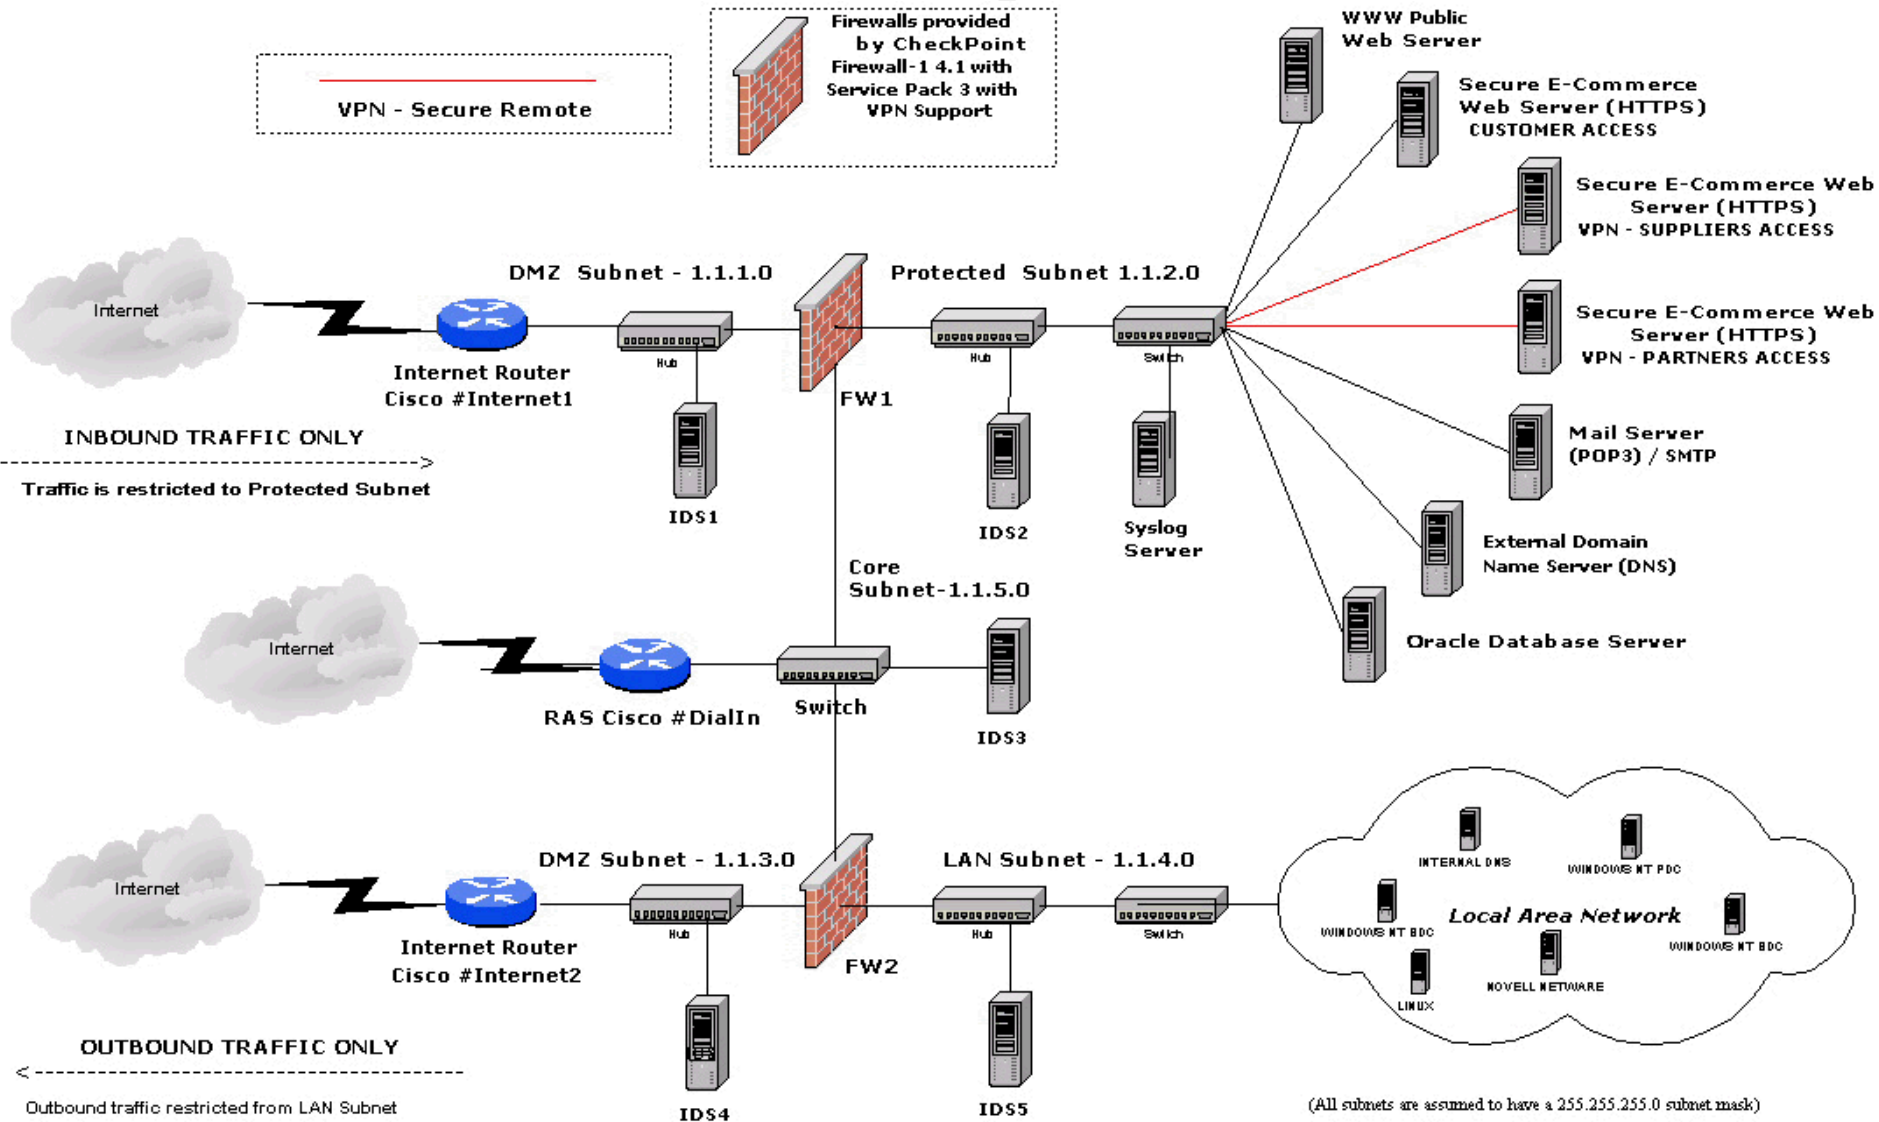 Firewalls provided
by CheckPoint
Firewall-1 4.1 with
Service Pack 3 with
VPN Support
VPN - Secure Remote
WWW Public
Web Server
Secure E-Commerce
Web Server (HTTPS)
CUSTOMER ACCESS
Secure E-Commerce Web
Server (HTTPS)
VPN - SUPPLIERS ACCESS
Secure E-Commerce Web
Server (HTTPS)
VPN - PARTNERS ACCESS
Mail Server
(POP3) / SMTP
External Domain
Name Server (DNS)
Oracle Database Server
Internet
DMZ Subnet - 1.1.1.0
Protected Subnet 1.1.2.0
Internet Router
Cisco #Internet1
Hub
FW1
Hub
Switch
INBOUND TRAFFIC ONLY
Traffic is restricted to Protected Subnet
IDS1
IDS2
Syslog
Server
Core
Subnet-1.1.5.0
Internet
RAS Cisco #DialIn
Switch
IDS3
Internet
DMZ Subnet - 1.1.3.0
LAN Subnet - 1.1.4.0
Internet Router
Cisco #Internet2
Hub
FW2
Hub
Switch
INTERNAL DNS
WINDOWS NT PDC
WINDOWS NT BDC
Local Area Network
WINDOWS NT BDC
LINUX
NOVELL NETWARE
OUTBOUND TRAFFIC ONLY
Outbound traffic restricted from LAN Subnet
IDS4
IDS5
(All subnets are assumed to have a 255.255.255.0 subnet mask)